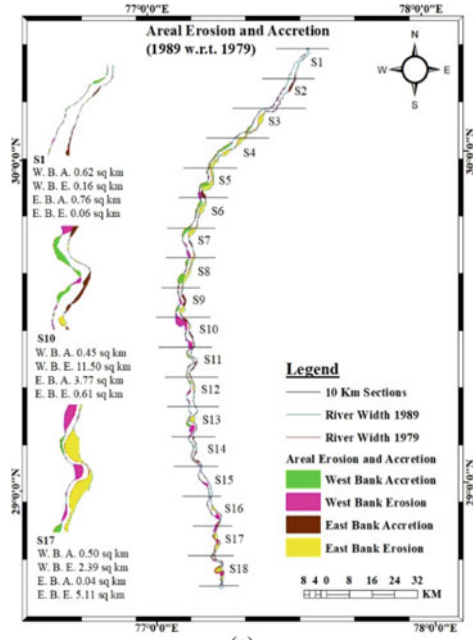 77°0'0"E
78°0'0"E
Areal Erosion and Accretion
(1989 w.r.t. 1979)
N
W
E
S
30°0'0"N
30°0'0"N
29°0'0"N
29°0'0"N
S1
W. B. A. 0.62 sq km
W. B. E. 0.16 sq km
E. B. A. 0.76 sq km
E. B. E. 0.06 sq km
S10
W. B. A. 0.45 sq km
W. B. E. 11.50 sq km
E. B. A. 3.77 sq km
E. B. E. 0.61 sq km
S17
W. B. A. 0.50 sq km
W. B. E. 2.39 sq km
E. B. A. 0.04 sq km
E. B. E. 5.11 sq km
S1
S2
S3
S4
S5
S6
S7
S8
S9
S10
S11
S12
S13
S14
S15
S16
S17
S18
Legend
10 Km Sections
River Width 1989
River Width 1979
Areal Erosion and Accretion
West Bank Accretion
West Bank Erosion
East Bank Accretion
East Bank Erosion
8 4 0 8 16 24 32
KM
77°0'0"E
78°0'0"E